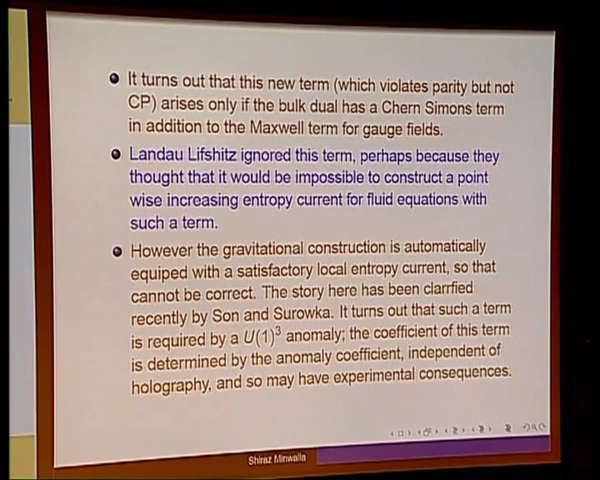 It turns out that this new term (which violates parity but not
CP) arises only if the bulk dual has a Chern Simons term
in addition to the Maxwell term for gauge fields.
Landau Lifshitz ignored this term, perhaps because they
thought that it would be impossible to construct a point
wise increasing entropy current for fluid equations with
such a term.
However the gravitational construction is automatically
equiped with a satisfactory local entropy current, so that
cannot be correct. The story here has been clarrfied
recently by Son and Surowka. It turns out that such a term
is required by a U(1)³ anomaly; the coefficient of this term
is determined by the anomaly coefficient, independent of
holography, and so may have experimental consequences.
Shiraz Minwalla